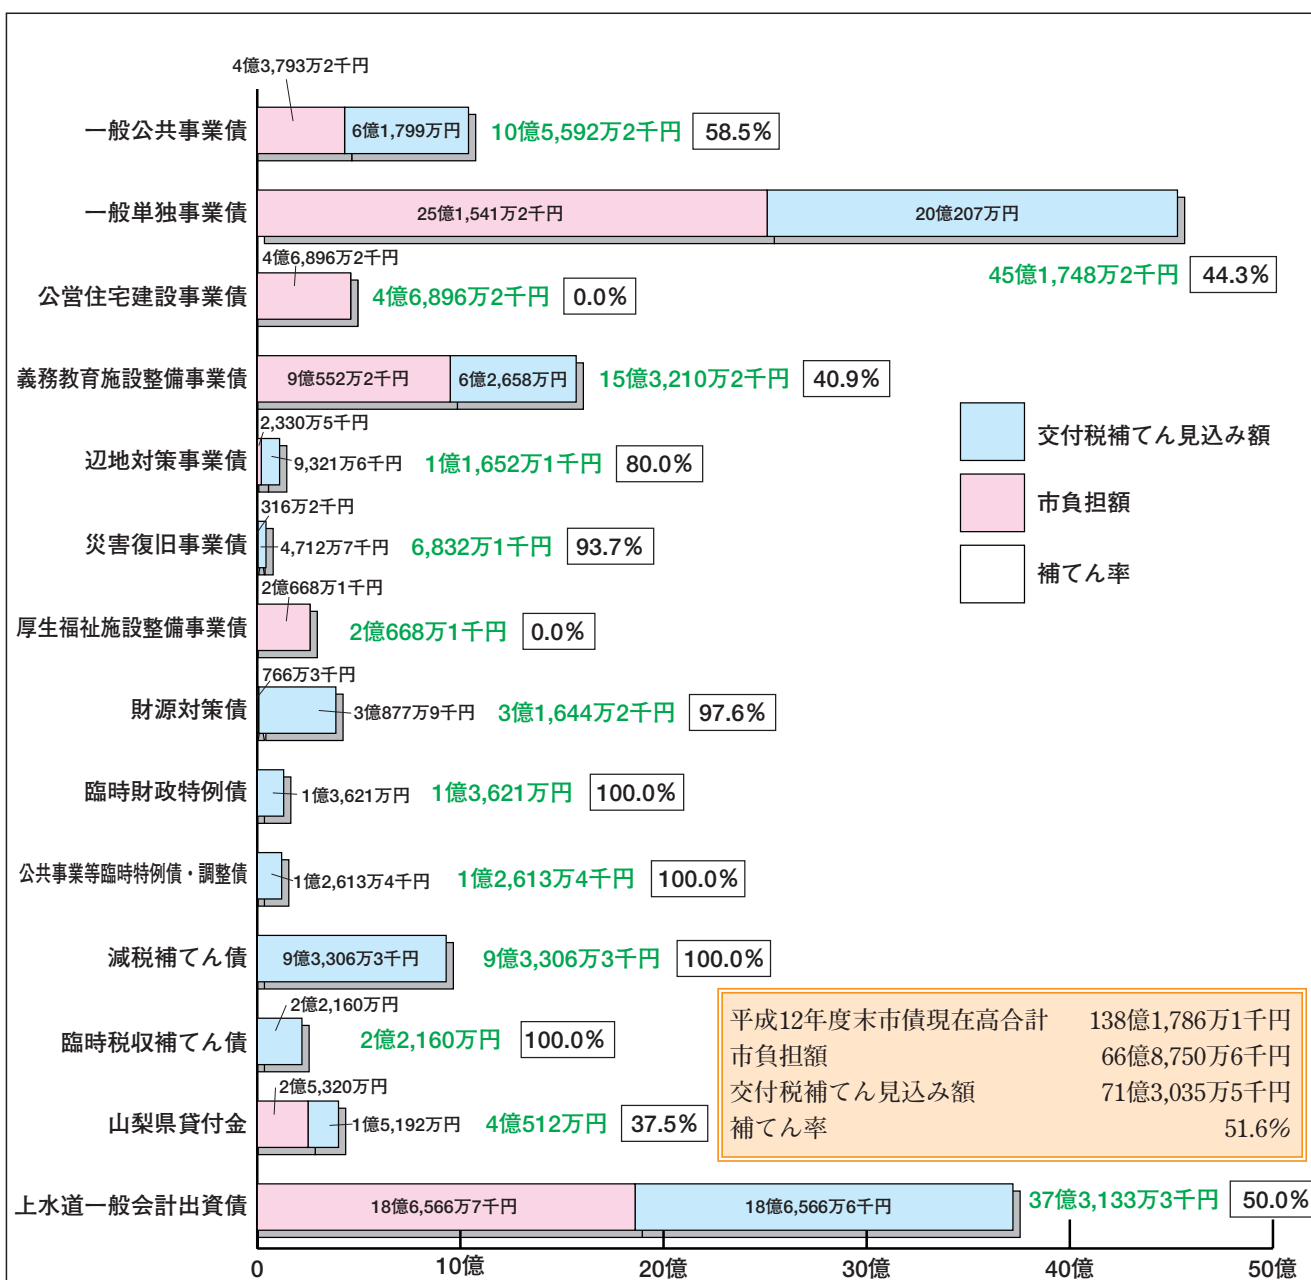 4億3,793万2千円
一般公共事業債
6億1,799万円
10億5,592万2千円
58.5%
一般単独事業債
25億1,541万2千円
20億207万円
45億1,748万2千円
44.3%
4億6,896万2千円
公営住宅建設事業債
4億6,896万2千円
0.0%
義務教育施設整備事業債
9億552万2千円
6億2,658万円
15億3,210万2千円
40.9%
2,330万5千円
辺地対策事業債
9,321万6千円
1億1,652万1千円
80.0%
316万2千円
災害復旧事業債
4,712万7千円
6,832万1千円
93.7%
2億668万1千円
厚生福祉施設整備事業債
2億668万1千円
0.0%
766万3千円
財源対策債
3億877万9千円
3億1,644万2千円
97.6%
臨時財政特例債
1億3,621万円
1億3,621万円
100.0%
公共事業等臨時特例債・調整債
1億2,613万4千円
1億2,613万4千円
100.0%
減税補てん債
9億3,306万3千円
9億3,306万3千円
100.0%
2億2,160万円
臨時税収補てん債
2億2,160万円
100.0%
2億5,320万円
山梨県貸付金
1億5,192万円
4億512万円
37.5%
上水道一般会計出資債
18億6,566万7千円
18億6,566万6千円
37億3,133万3千円
50.0%
交付税補てん見込み額
市負担額
補てん率
平成12年度末市債現在高合計 138億1,786万1千円
市負担額 66億8,750万6千円
交付税補てん見込み額 71億3,035万5千円
補てん率 51.6%
0 10億 20億 30億 40億 50億